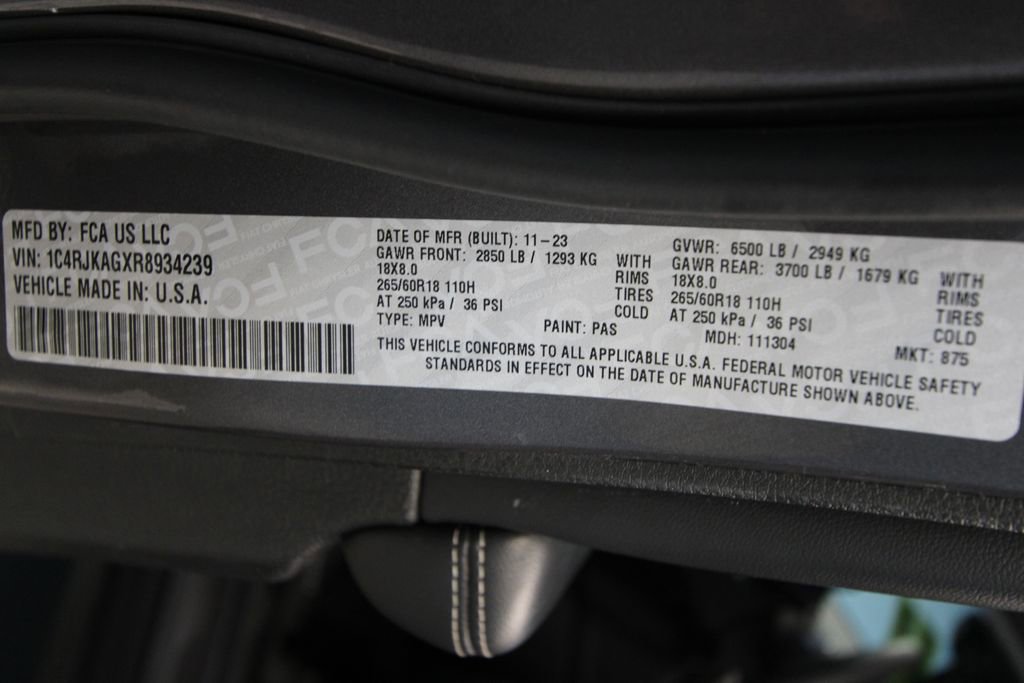 MFD BY: FCA US LLC
VIN: 1C4RJKAGXR8934239
VEHICLE MADE IN: U.S.A.
DATE OF MFR (BUILT): 11-23
GAWR FRONT: 2850 LB / 1293 KG WITH
18X8.0 RIMS
265/60R18 110H TIRES
AT 250 kPa / 36 PSI COLD
TYPE: MPV PAINT: PAS
GVWR: 6500 LB / 2949 KG
GAWR REAR: 3700 LB / 1679 KG WITH
18X8.0 RIMS
265/60R18 110H TIRES
AT 250 kPa / 36 PSI COLD
MDH: 111304 MKT: 875
THIS VEHICLE CONFORMS TO ALL APPLICABLE U.S.A. FEDERAL MOTOR VEHICLE SAFETY
STANDARDS IN EFFECT ON THE DATE OF MANUFACTURE SHOWN ABOVE.